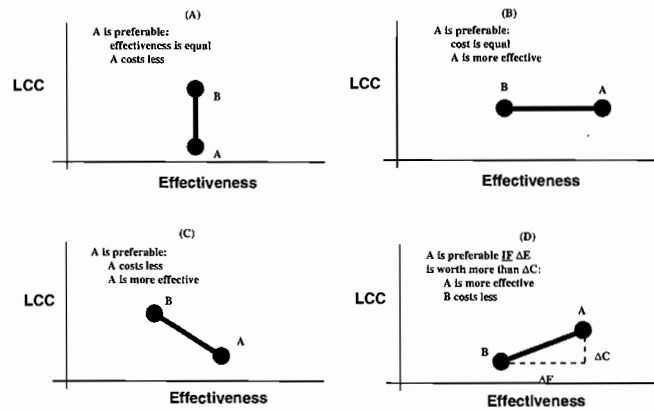 (A)
A is preferable:
effectiveness is equal
A costs less
LCC
B
A
Effectiveness
(B)
A is preferable:
cost is equal
A is more effective
LCC
B
A
Effectiveness
(C)
A is preferable:
A costs less
A is more effective
LCC
B
A
Effectiveness
(D)
A is preferable IF ΔE
is worth more than ΔC:
A is more effective
B costs less
LCC
A
B
ΔC
ΔE
Effectiveness